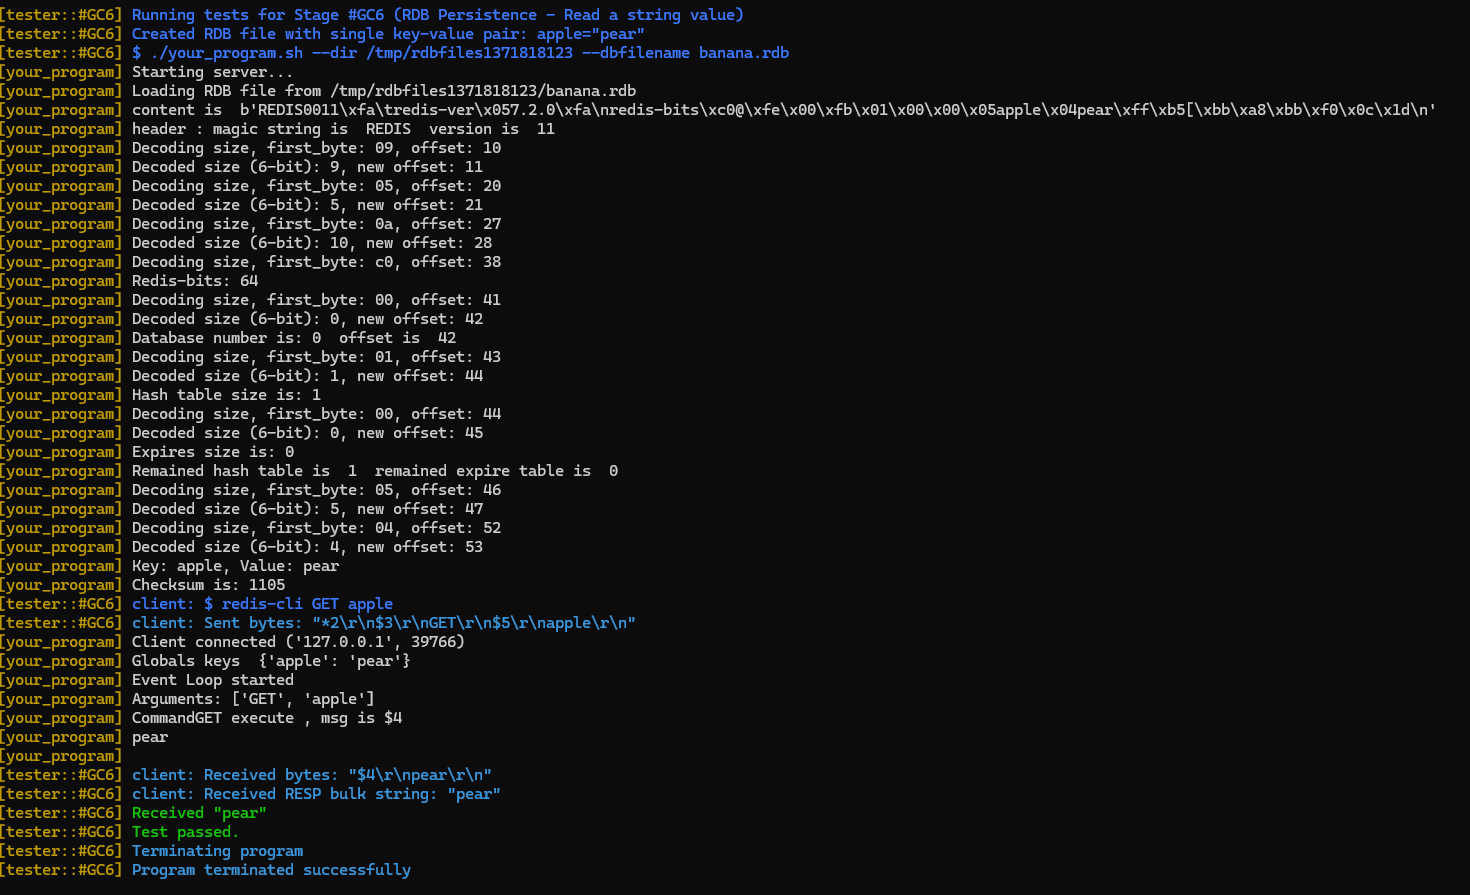 [tester::#GC6] Running tests for Stage #GC6 (RDB Persistence - Read a string value)
[tester::#GC6] Created RDB file with single key-value pair: apple="pear"
[tester::#GC6] $ ./your_program.sh --dir /tmp/rdbfiles1371818123 --dbfilename banana.rdb
[your_program] Starting server...
[your_program] Loading RDB file from /tmp/rdbfiles1371818123/banana.rdb
[your_program] content is  b'REDIS0011\xfa\tredis-ver\x057.2.0\xfa\nredis-bits\xc0@\xfe\x00\xfb\x01\x00\x00\x05apple\x04pear\xff\xb5[\xbb\xa8\xbb\xf0\x0c\x1d\n'
[your_program] header : magic string is  REDIS  version is  11
[your_program] Decoding size, first_byte: 09, offset: 10
[your_program] Decoded size (6-bit): 9, new offset: 11
[your_program] Decoding size, first_byte: 05, offset: 20
[your_program] Decoded size (6-bit): 5, new offset: 21
[your_program] Decoding size, first_byte: 0a, offset: 27
[your_program] Decoded size (6-bit): 10, new offset: 28
[your_program] Decoding size, first_byte: c0, offset: 38
[your_program] Redis-bits: 64
[your_program] Decoding size, first_byte: 00, offset: 41
[your_program] Decoded size (6-bit): 0, new offset: 42
[your_program] Database number is: 0  offset is  42
[your_program] Decoding size, first_byte: 01, offset: 43
[your_program] Decoded size (6-bit): 1, new offset: 44
[your_program] Hash table size is: 1
[your_program] Decoding size, first_byte: 00, offset: 44
[your_program] Decoded size (6-bit): 0, new offset: 45
[your_program] Expires size is: 0
[your_program] Remained hash table is  1  remained expire table is  0
[your_program] Decoding size, first_byte: 05, offset: 46
[your_program] Decoded size (6-bit): 5, new offset: 47
[your_program] Decoding size, first_byte: 04, offset: 52
[your_program] Decoded size (6-bit): 4, new offset: 53
[your_program] Key: apple, Value: pear
[your_program] Checksum is: 1105
[tester::#GC6] client: $ redis-cli GET apple
[tester::#GC6] client: Sent bytes: "*2\r\n$3\r\nGET\r\n$5\r\napple\r\n"
[your_program] Client connected ('127.0.0.1', 39766)
[your_program] Globals keys  {'apple': 'pear'}
[your_program] Event Loop started
[your_program] Arguments: ['GET', 'apple']
[your_program] CommandGET execute , msg is $4
[your_program] pear
[your_program]
[tester::#GC6] client: Received bytes: "$4\r\npear\r\n"
[tester::#GC6] client: Received RESP bulk string: "pear"
[tester::#GC6] Received "pear"
[tester::#GC6] Test passed.
[tester::#GC6] Terminating program
[tester::#GC6] Program terminated successfully